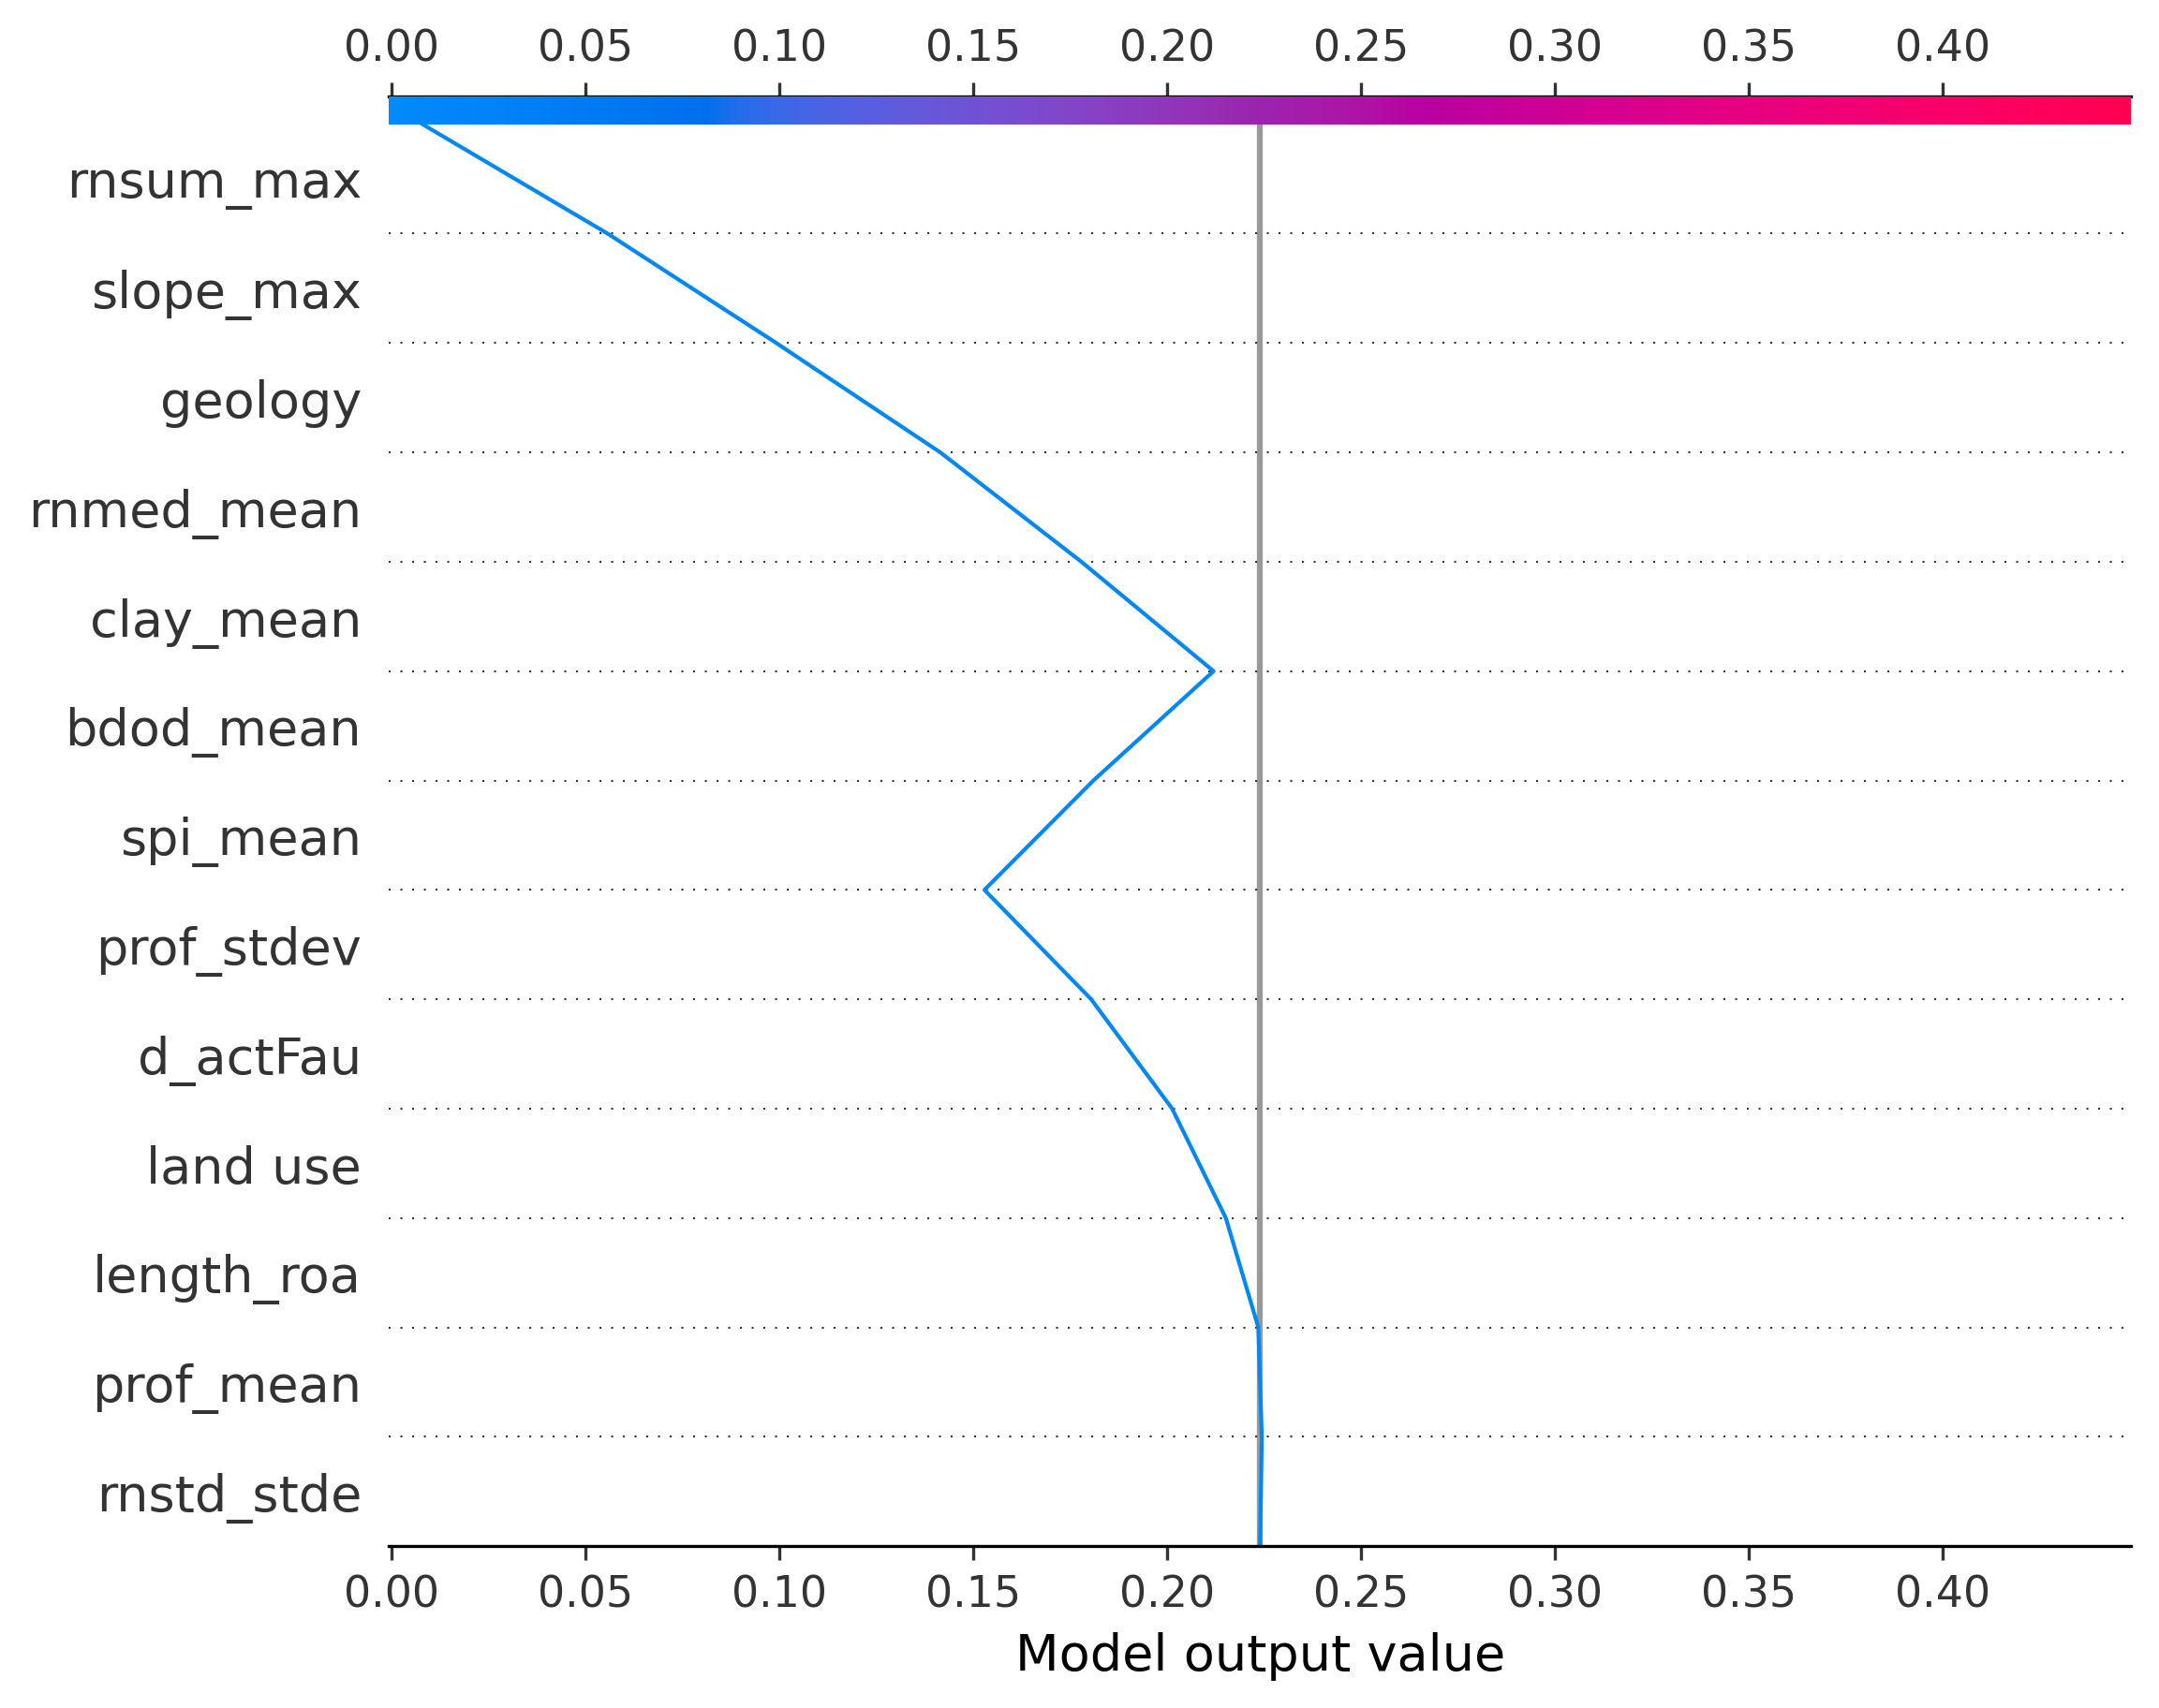 0.00 0.05 0.10 0.15 0.20 0.25 0.30 0.35 0.40
rnsum_max
slope_max
geology
rnmed_mean
clay_mean
bdod_mean
spi_mean
prof_stdev
d_actFau
land use
length_roa
prof_mean
rnstd_stde
0.00 0.05 0.10 0.15 0.20 0.25 0.30 0.35 0.40
Model output value